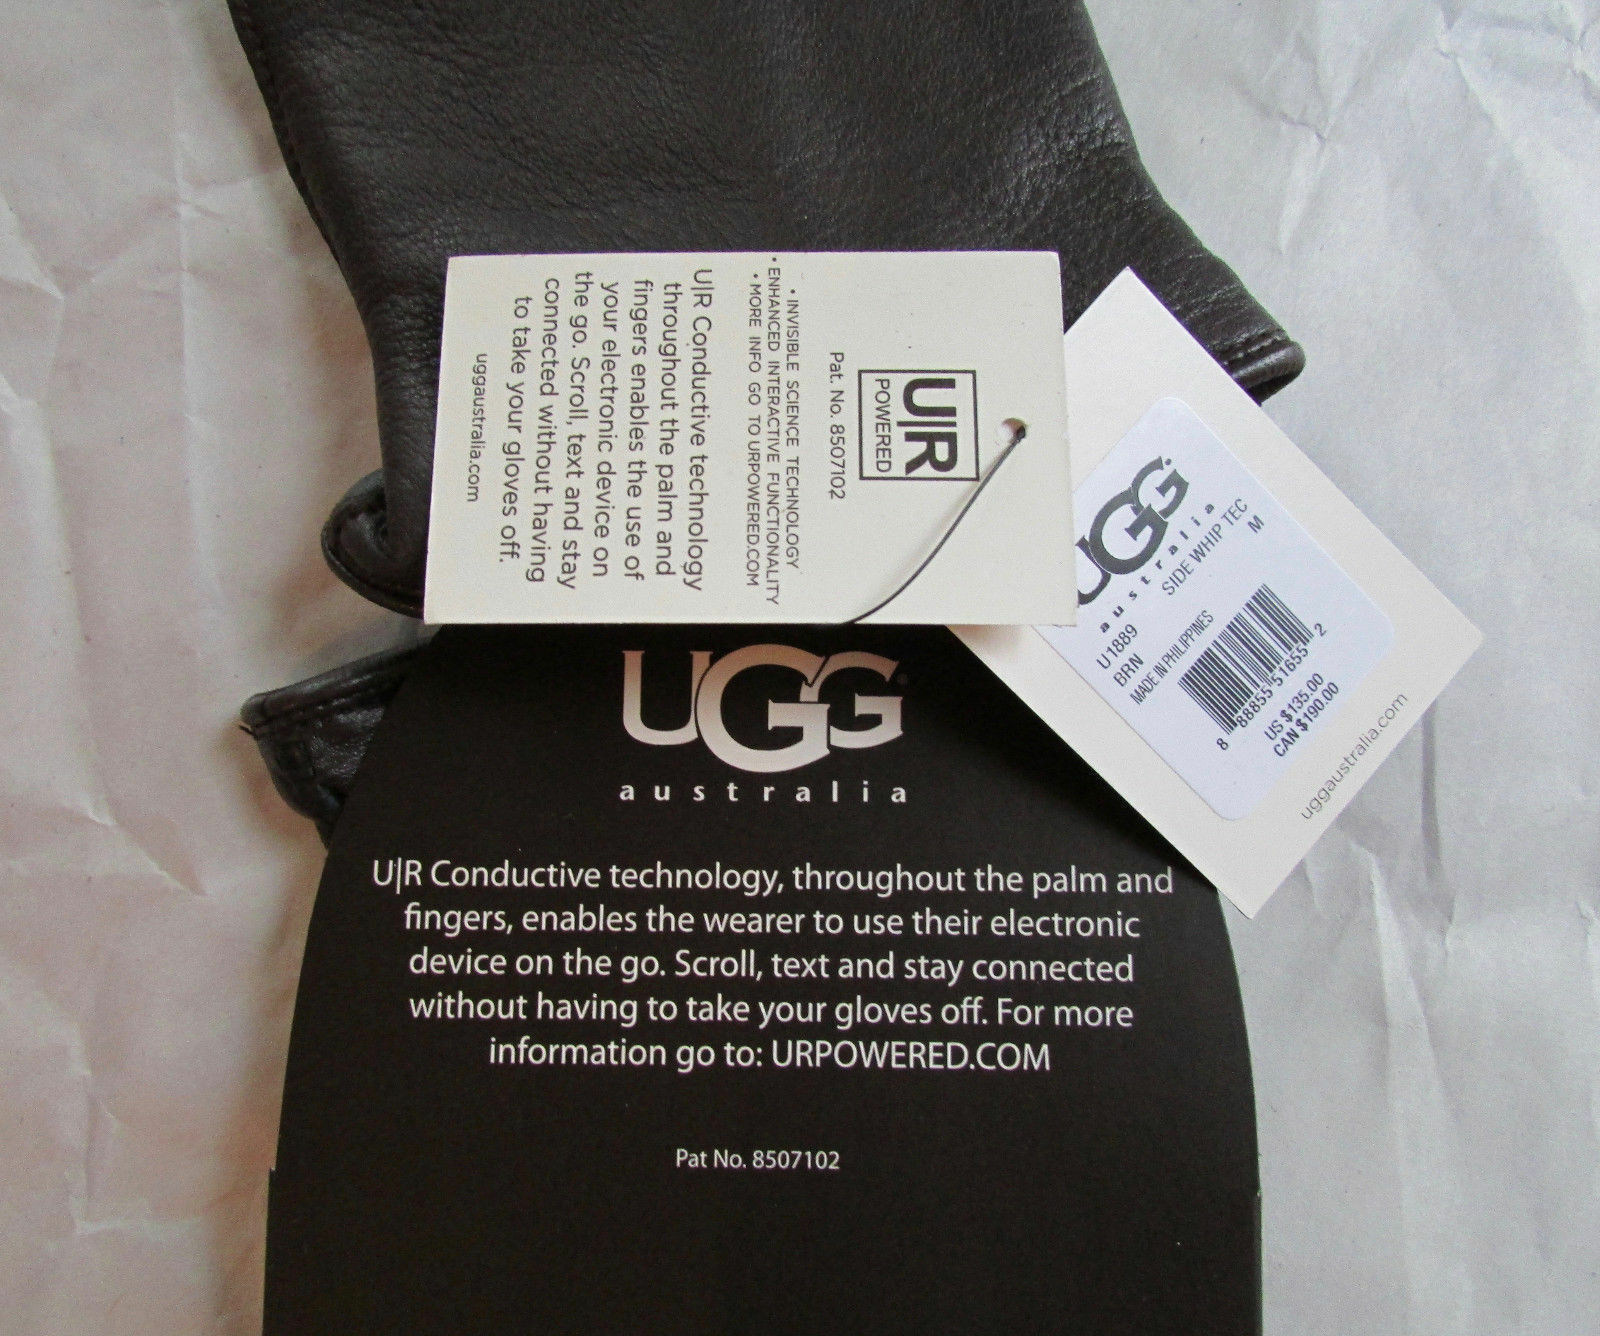 U|R
POWERED
Pat. No. 8507102
• INVISIBLE SCIENCE TECHNOLOGY
• ENHANCED INTERACTIVE FUNCTIONALITY
• MORE INFO GO TO URPOWERED.COM
U|R Conductive technology
throughout the palm and
fingers enables the use of
your electronic device on
the go. Scroll, text and stay
connected without having
to take your gloves off.
uggaustralia.com
UGG
australia
SIDE WHIP TEC
M
U1889
BRN
MADE IN PHILIPPINES
8 88855 51655 2
US $135.00
CAN $190.00
uggaustralia.com
UGG
australia
U|R Conductive technology, throughout the palm and
fingers, enables the wearer to use their electronic
device on the go. Scroll, text and stay connected
without having to take your gloves off. For more
information go to: URPOWERED.COM
Pat No. 8507102